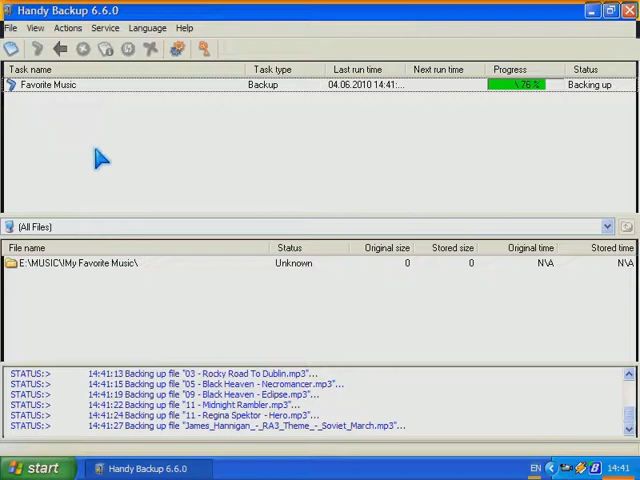 Handy Backup 6.6.0
File View Actions Service Language Help
Task name Task type Last run time Next run time Progress Status
Favorite Music Backup 04.06.2010 14:41:... 76 % Backing up
(All Files)
File name Status Original size Stored size Original time Stored time
E:\MUSIC\My Favorite Music\ Unknown 0 0 N\A N\A
STATUS:> 14:41:13 Backing up file "03 - Rocky Road To Dublin.mp3"...
STATUS:> 14:41:15 Backing up file "05 - Black Heaven - Necromancer.mp3"...
STATUS:> 14:41:19 Backing up file "09 - Black Heaven - Eclipse.mp3"...
STATUS:> 14:41:22 Backing up file "11 - Midnight Rambler.mp3"...
STATUS:> 14:41:24 Backing up file "11 - Regina Spektor - Hero.mp3"...
STATUS:> 14:41:27 Backing up file "James_Hannigan_-_RA3_Theme_-_Soviet_March.mp3"...
start Handy Backup 6.6.0 EN 14:41